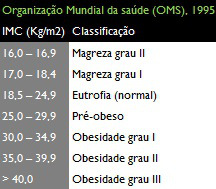 Organização Mundial da saúde (OMS), 1995
IMC (Kg/m2) Classificação
16,0 – 16,9 Magreza grau II
17,0 – 18,4 Magreza grau I
18,5 – 24,9 Eutrofia (normal)
25,0 – 29,9 Pré-obeso
30,0 – 34,9 Obesidade grau I
35,0 – 39,9 Obesidade grau II
> 40,0 Obesidade grau III